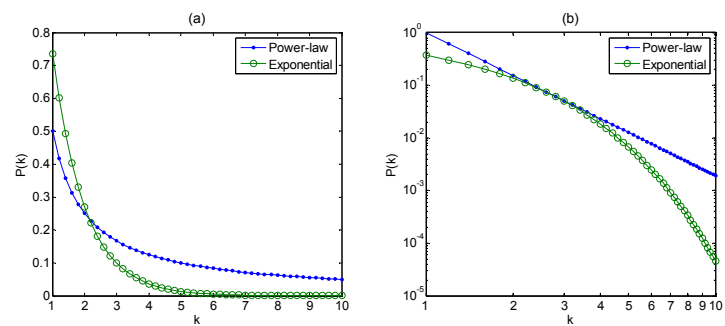 (a)
Power-law
Exponential
P(k)
0.8
0.7
0.6
0.5
0.4
0.3
0.2
0.1
0
1 2 3 4 5 6 7 8 9 10
k
(b)
Power-law
Exponential
P(k)
10^0
10^-1
10^-2
10^-3
10^-4
10^-5
1 2 3 4 5 6 7 8 9 10
k